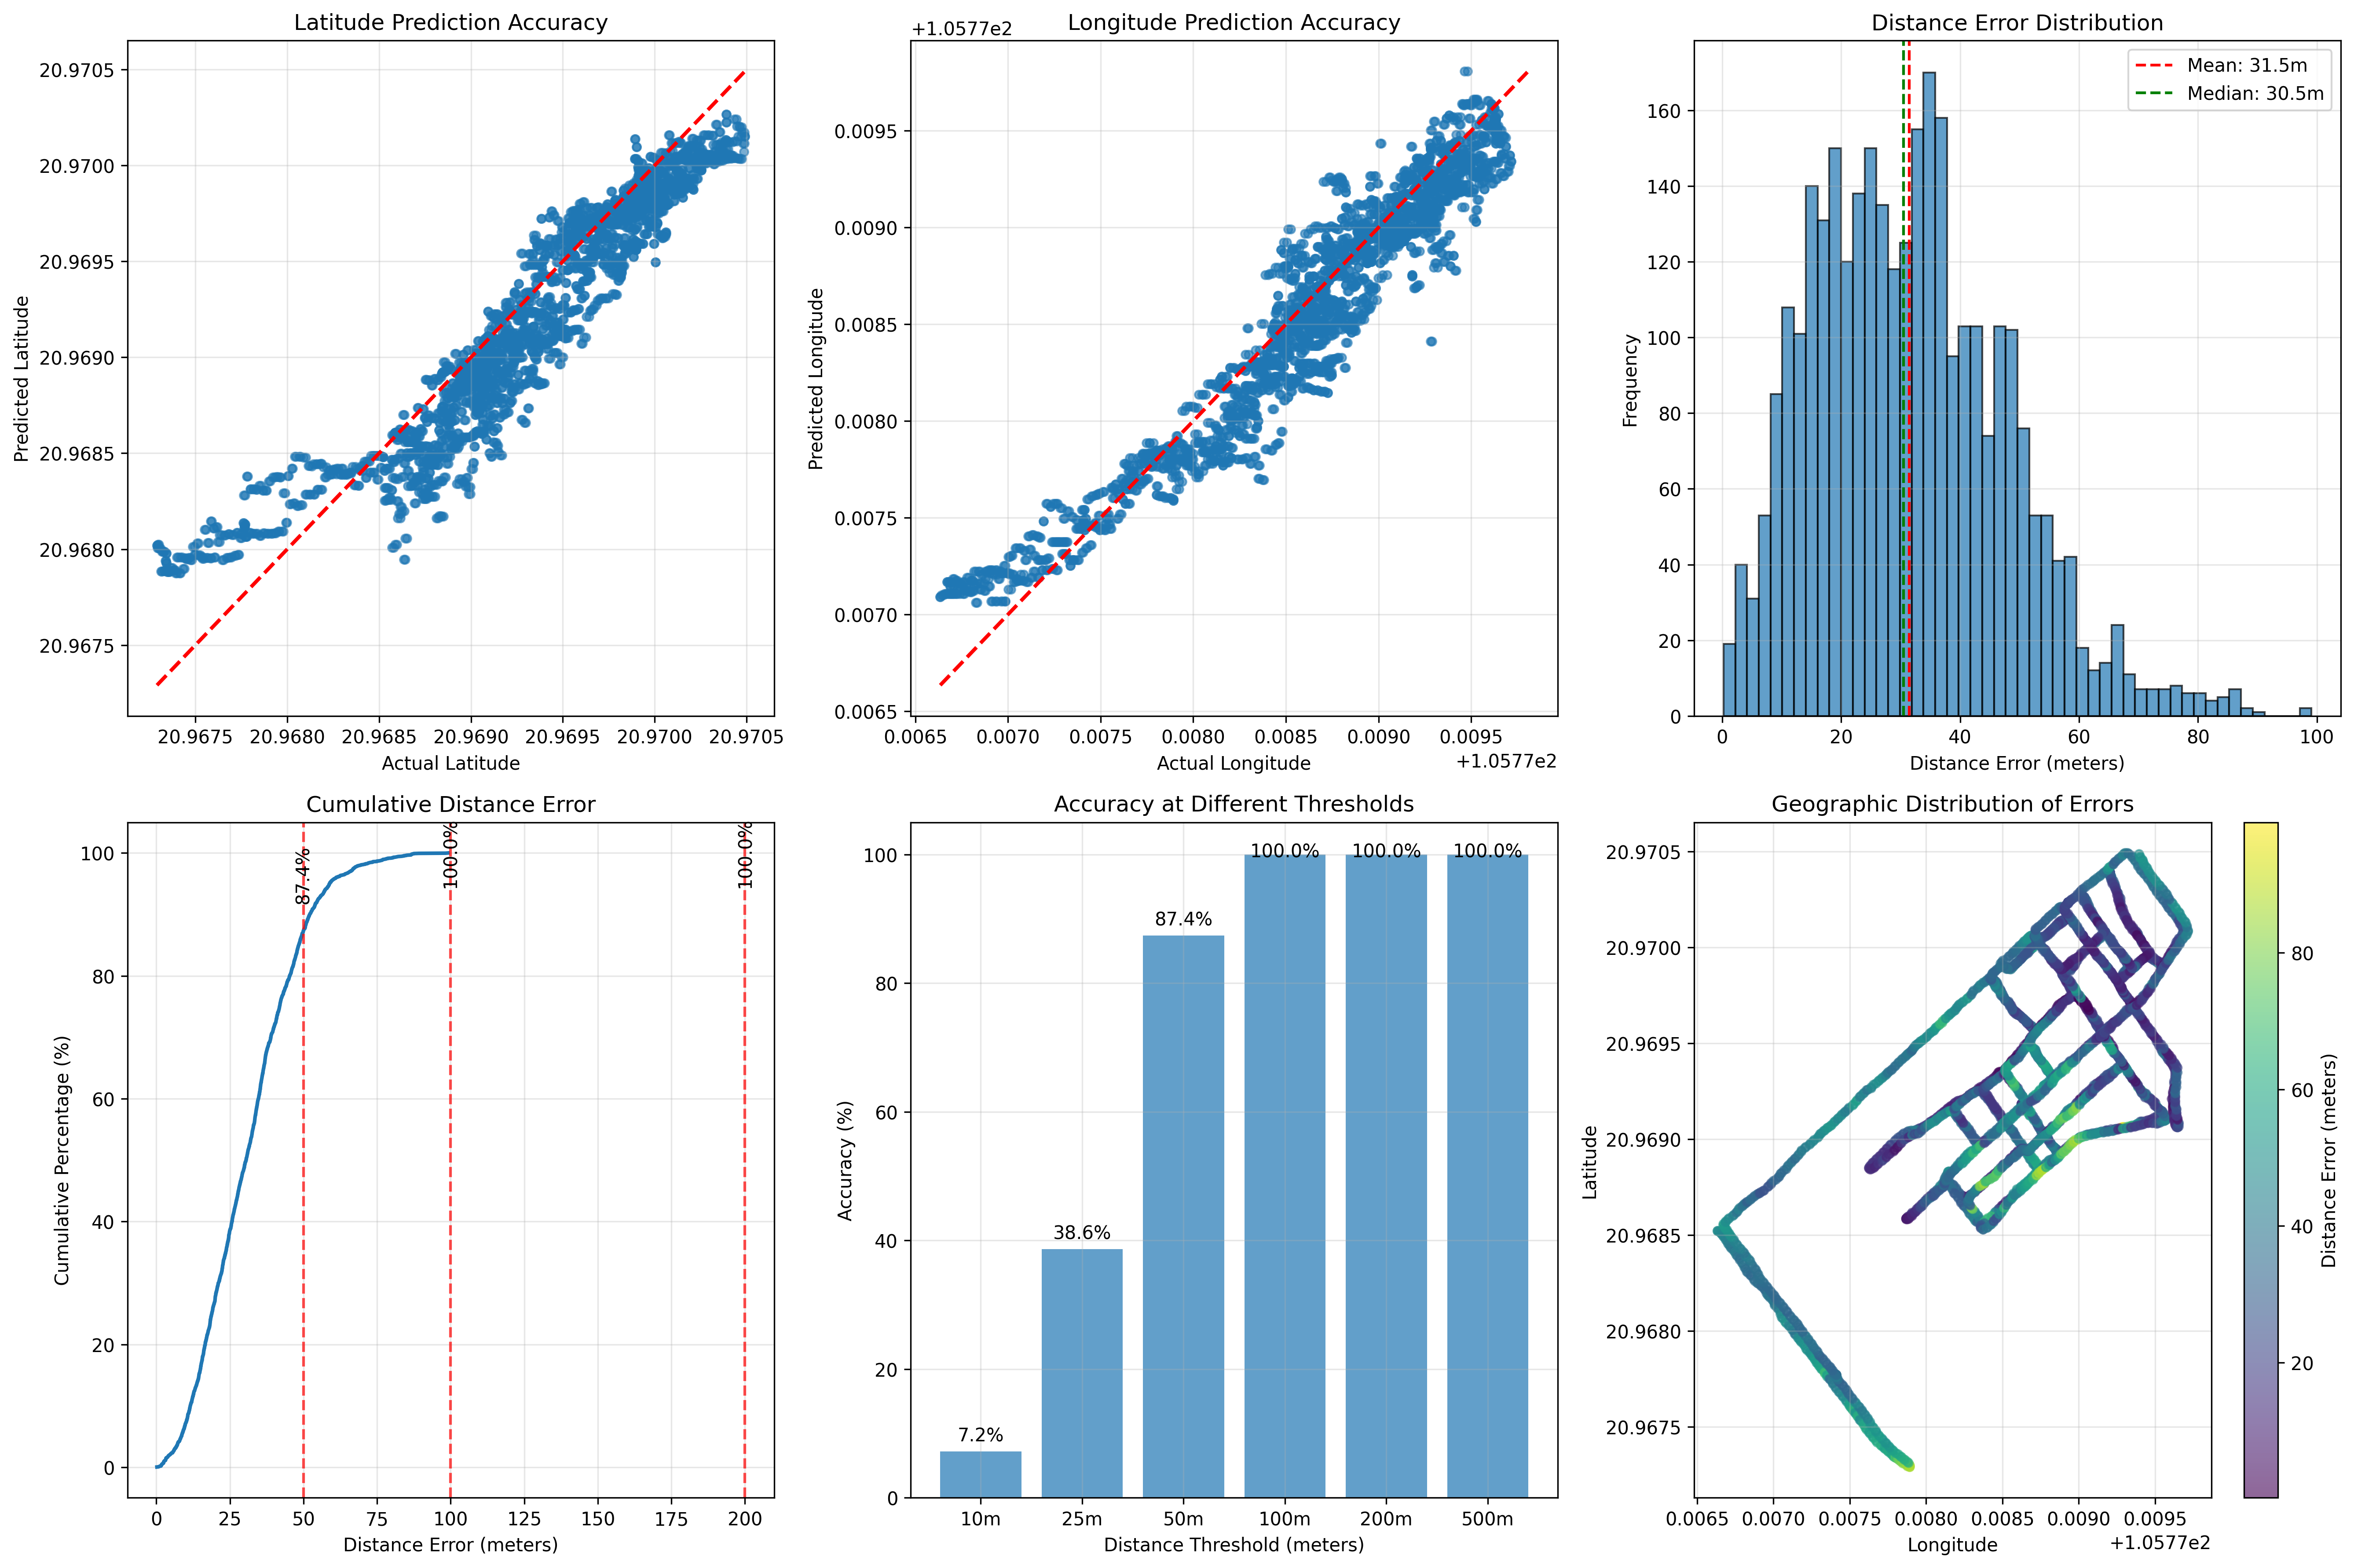 Latitude Prediction Accuracy
20.9705
20.9700
20.9695
20.9690
20.9685
20.9680
20.9675
Predicted Latitude
20.9675 20.9680 20.9685 20.9690 20.9695 20.9700 20.9705
Actual Latitude
Longitude Prediction Accuracy
+1.0577e2
0.0095
0.0090
0.0085
0.0080
0.0075
0.0070
0.0065
Predicted Longitude
0.0065 0.0070 0.0075 0.0080 0.0085 0.0090 0.0095
Actual Longitude
+1.0577e2
Distance Error Distribution
Mean: 31.5m
Median: 30.5m
160
140
120
100
80
60
40
20
0
Frequency
0 20 40 60 80 100
Distance Error (meters)
Cumulative Distance Error
87.4%
100.0%
100.0%
100
80
60
40
20
0
Cumulative Percentage (%)
0 25 50 75 100 125 150 175 200
Distance Error (meters)
Accuracy at Different Thresholds
100
80
60
40
20
0
Accuracy (%)
7.2%
38.6%
87.4%
100.0%
100.0%
100.0%
10m 25m 50m 100m 200m 500m
Distance Threshold (meters)
Geographic Distribution of Errors
20.9705
20.9700
20.9695
20.9690
20.9685
20.9680
20.9675
Latitude
0.0065 0.0070 0.0075 0.0080 0.0085 0.0090 0.0095
Longitude
+1.0577e2
80
60
40
20
Distance Error (meters)